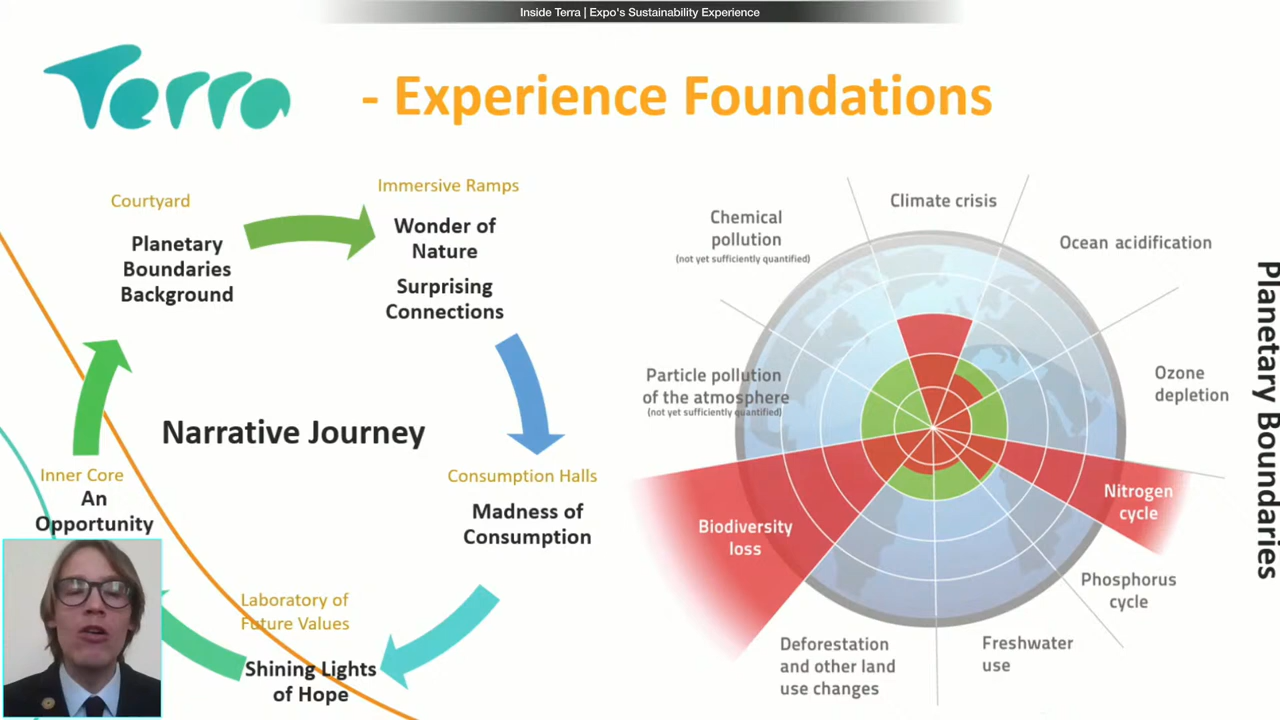 Inside Terra | Expo's Sustainability Experience
Terra
- Experience Foundations
Courtyard
Planetary
Boundaries
Background
Immersive Ramps
Wonder of
Nature
Surprising
Connections
Narrative Journey
Consumption Halls
Madness of
Consumption
Laboratory of
Future Values
Shining Lights
of Hope
Inner Core
An
Opportunity
Climate crisis
Ocean acidification
Ozone
depletion
Nitrogen
cycle
Phosphorus
cycle
Freshwater
use
Deforestation
and other land
use changes
Biodiversity
loss
Particle pollution
of the atmosphere
(not yet sufficiently quantified)
Chemical
pollution
(not yet sufficiently quantified)
Planetary Boundaries